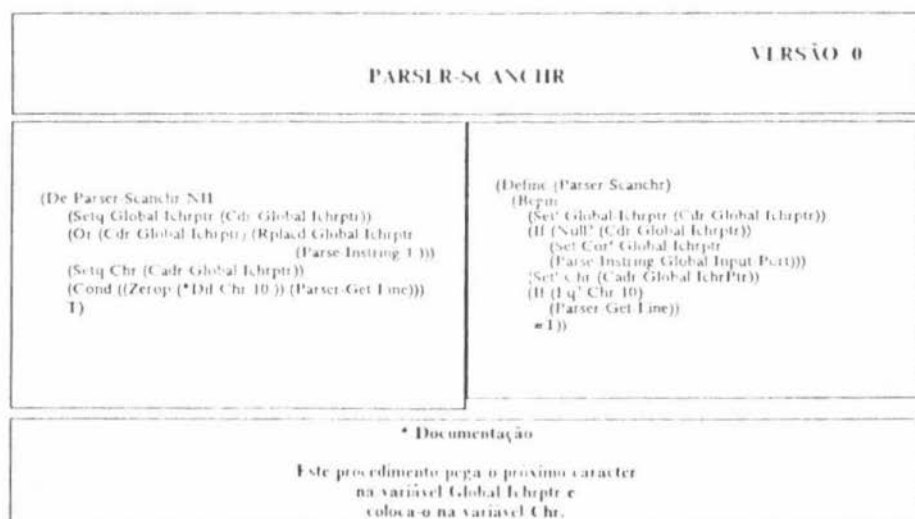 VERSÃO 0
PARSER-SCANCHR
(De Parser-Scanchr Nil
(Setq Global-Ichrptr (Cdr Global-Ichrptr))
(Or (Cdr Global-Ichrptr) (Rplacd Global-Ichrptr
(Parse-Instring 1)))
(Setq Chr (Cadr Global-Ichrptr))
(Cond ((Zerop (*Dif Chr 10)) (Parser-Get-Line)))
T)
(Define (Parser-Scanchr)
(Begin
(Set' Global-Ichrptr (Cdr Global-Ichrptr))
(If (Null? (Cdr Global-Ichrptr))
(Set-Cdr' Global-Ichrptr
(Parse-Instring Global-Input-Port)))
(Set' Chr (Cadr Global-IchrPtr))
(If (Eq' Chr 10)
(Parser-Get-Line))
* Documentação
Este procedimento pega o próximo caracter
na variável Global-Ichrptr e
coloca-o na variável Chr.